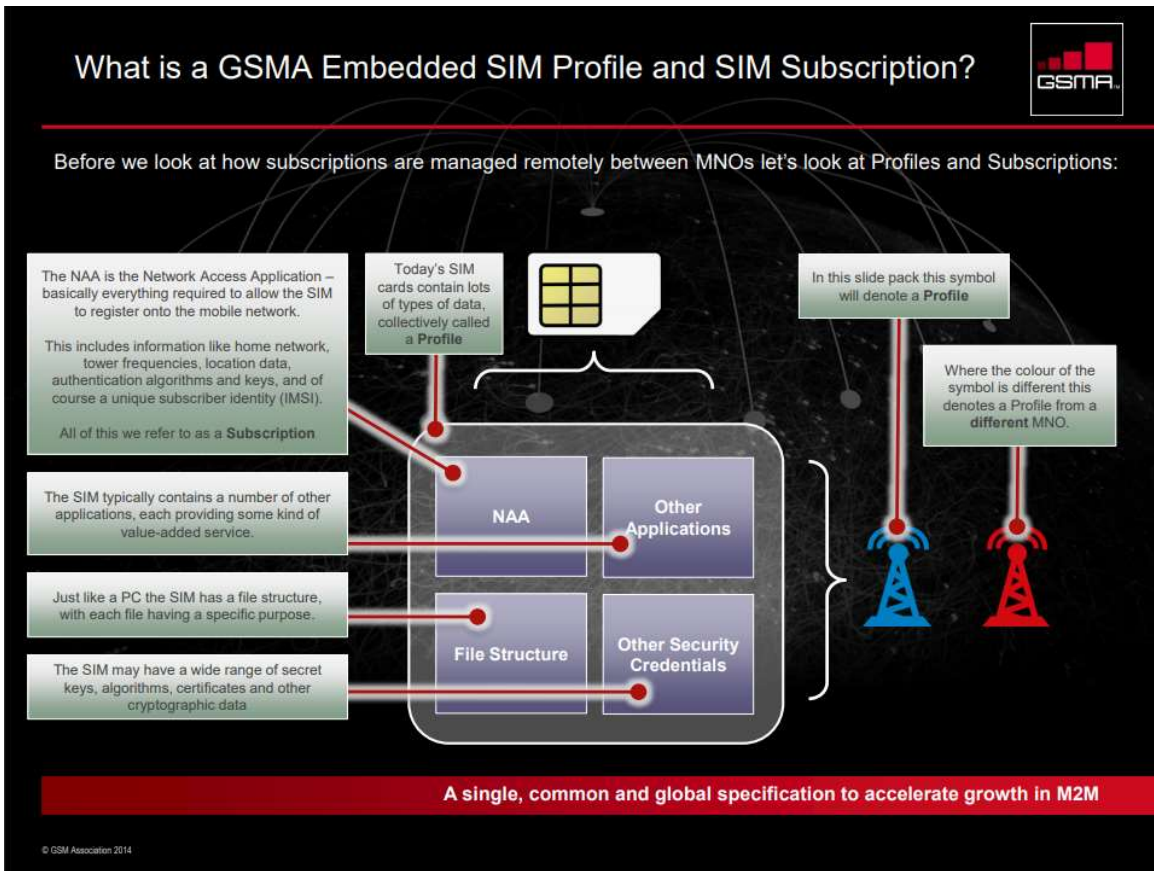 What is a GSMA Embedded SIM Profile and SIM Subscription?
GSMA™
Before we look at how subscriptions are managed remotely between MNOs let's look at Profiles and Subscriptions:
The NAA is the Network Access Application –
basically everything required to allow the SIM
to register onto the mobile network.
This includes information like home network,
tower frequencies, location data,
authentication algorithms and keys, and of
course a unique subscriber identity (IMSI).
All of this we refer to as a Subscription
Today's SIM
cards contain lots
of types of data,
collectively called
a Profile
In this slide pack this symbol
will denote a Profile
Where the colour of the
symbol is different this
denotes a Profile from a
different MNO.
The SIM typically contains a number of other
applications, each providing some kind of
value-added service.
Just like a PC the SIM has a file structure,
with each file having a specific purpose.
The SIM may have a wide range of secret
keys, algorithms, certificates and other
cryptographic data
NAA
Other
Applications
File Structure
Other Security
Credentials
A single, common and global specification to accelerate growth in M2M
© GSM Association 2014